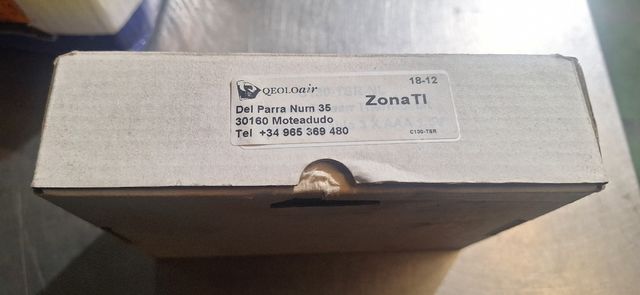 QEOLOair
18-12
ZonaTI
Del Parra Num 35
30160 Moteadudo
Tel +34 965 369 480
C100-TSR